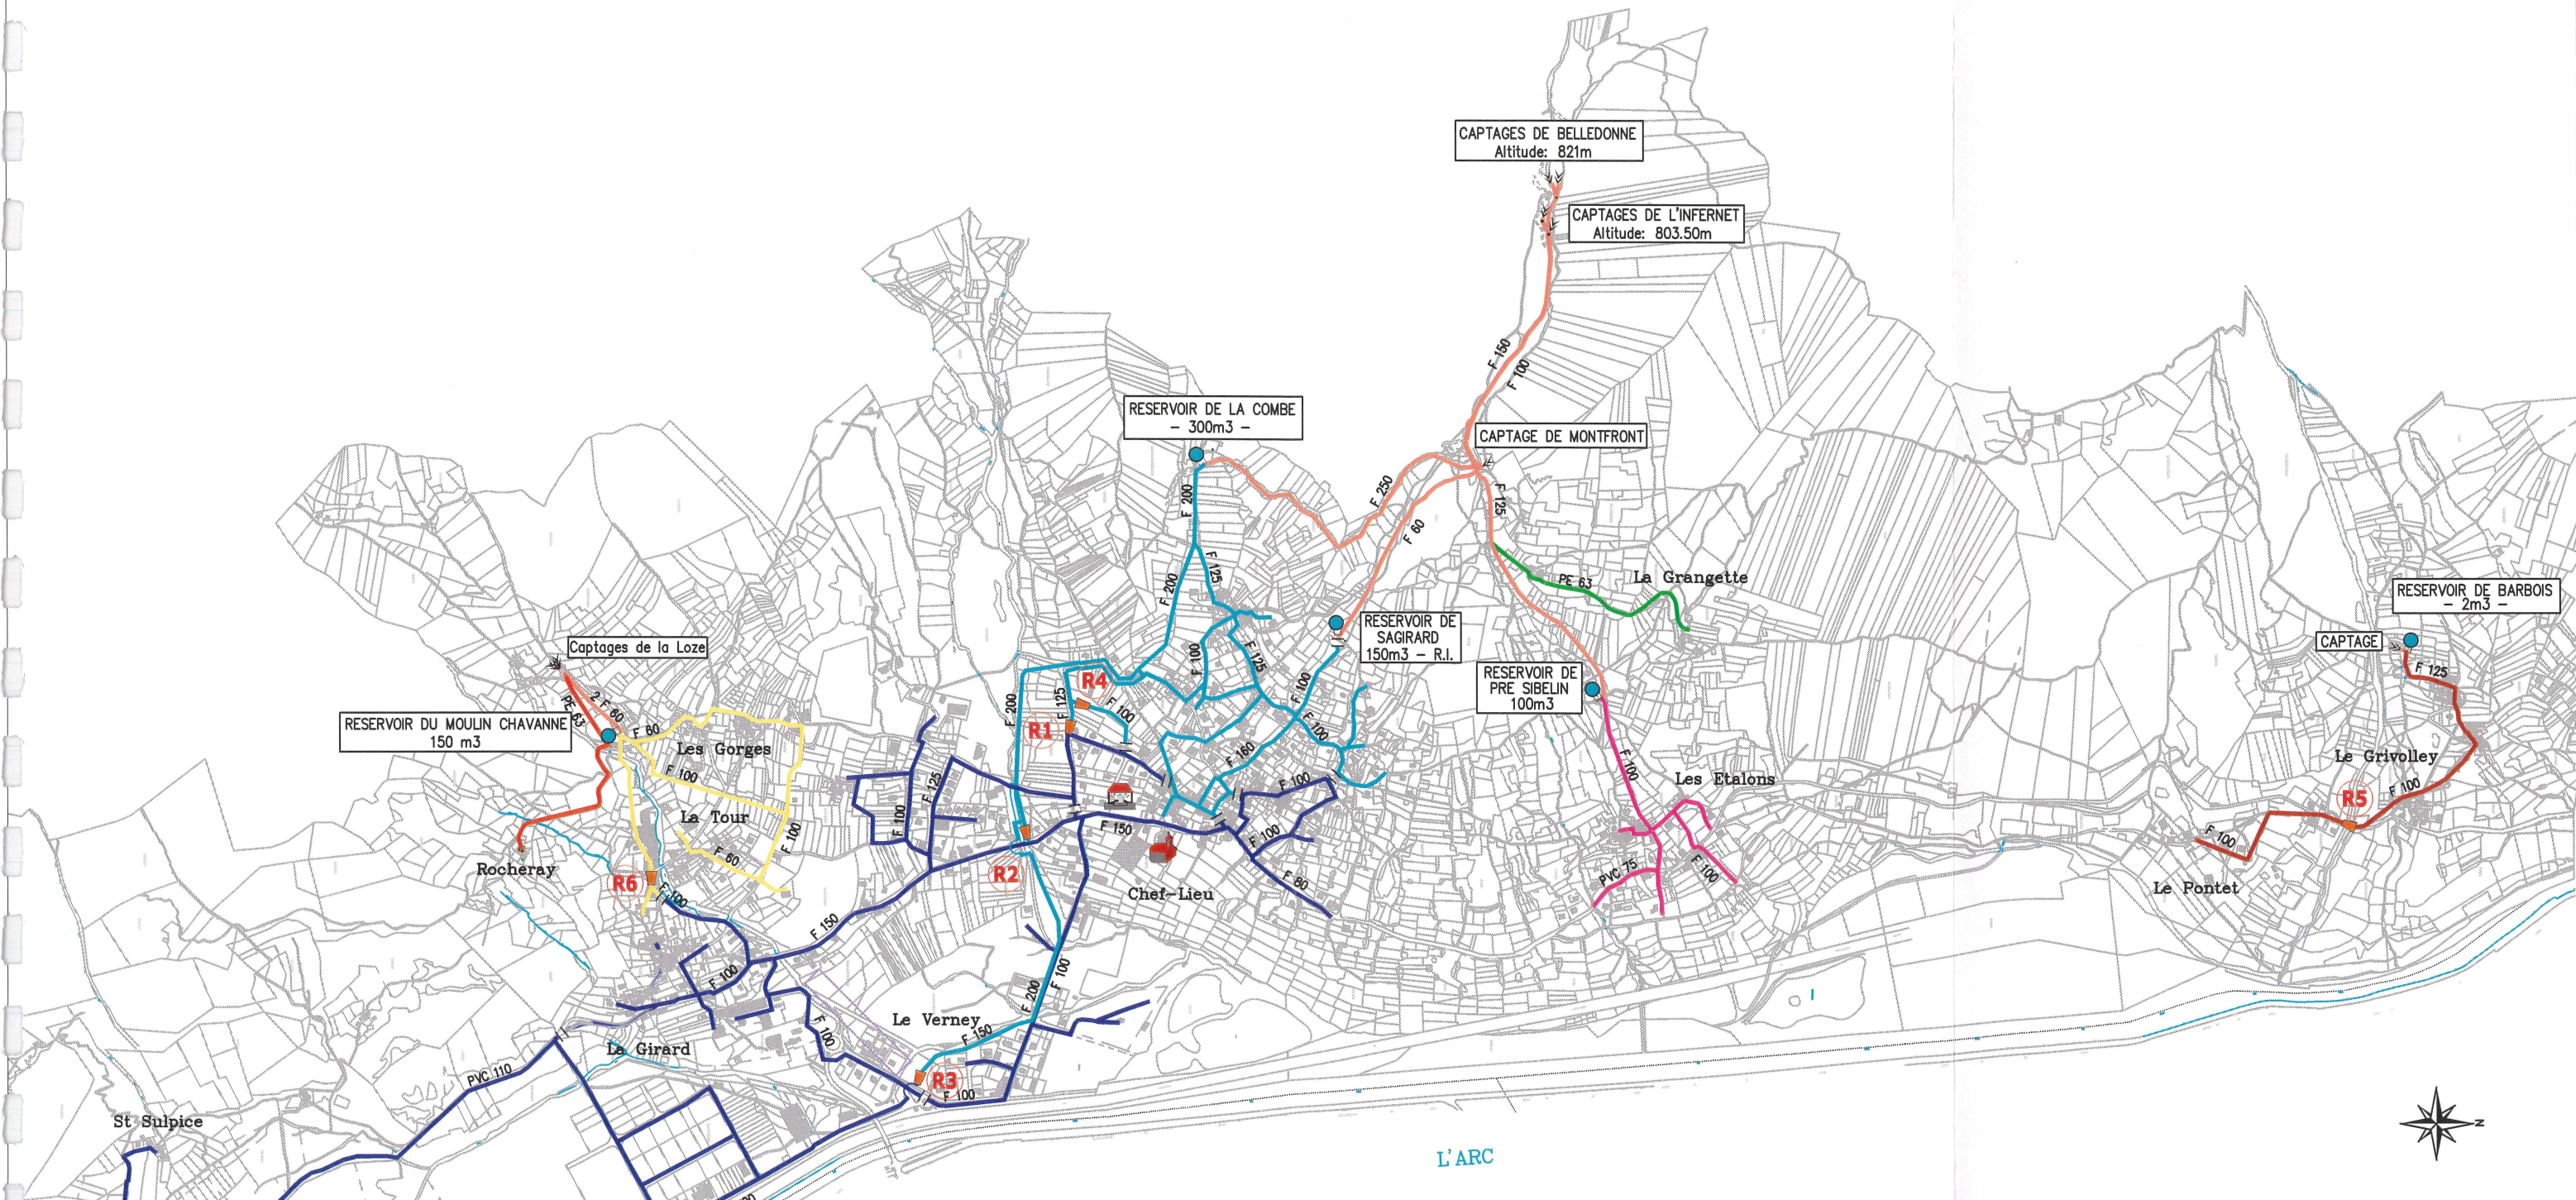 CAPTAGES DE BELLEDONNE
Altitude: 821m
CAPTAGES DE L'INFERNET
Altitude: 803.50m
F 150
F 100
RESERVOIR DE LA COMBE
- 300m3 -
CAPTAGE DE MONTFRONT
F 200
F 250
F 60
F 125
F 125
F 200
PE 63
La Grangette
RESERVOIR DE BARBOIS
- 2m3 -
CAPTAGE
F 125
RESERVOIR DE
SAGIRARD
150m3 - R.I.
Captages de la Loze
2 F 60
PE 63
RESERVOIR DU MOULIN CHAVANNE
150 m3
F 60
Les Gorges
F 100
La Tour
F 60
F 100
Rocheray
R6
F 100
F 200
F 125
R4
F 100
R1
F 100
F 125
F 100
F 100
F 160
F 100
RESERVOIR DE
PRE SIBELIN
100m3
F 100
Les Etalons
F 100
PVC 75
Le Grivolley
F 100
R5
F 100
Le Pontet
F 125
F 100
F 150
R2
Chef-Lieu
F 100
F 80
F 150
F 100
F 100
F 200
F 100
Le Verney
F 150
R3
F 100
La Girard
PVC 110
St Sulpice
L'ARC
N